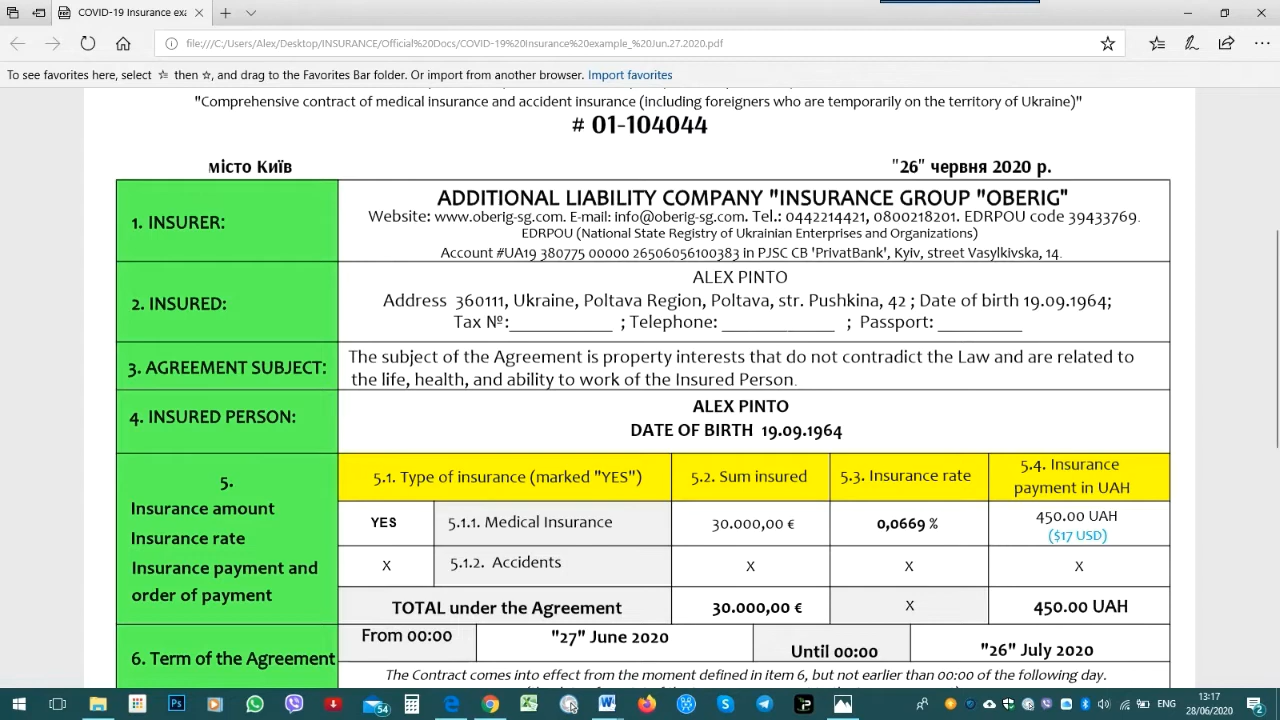 COVID-19 Insurance
file:///C:/Users/Alex/Desktop/INSURANCE/Official%20Docs/COVID-19%20Insurance%20example_%20Jun.27.2020.pdf
To see favorites here, select ☆ then ☆, and drag to the Favorites Bar folder. Or import from another browser. Import favorites
"Comprehensive contract of medical insurance and accident insurance (including foreigners who are temporarily on the territory of Ukraine)"
# 01-104044
місто Київ "26" червня 2020 р.
1. INSURER:
ADDITIONAL LIABILITY COMPANY "INSURANCE GROUP "OBERIG"
Website: www.oberig-sg.com. E-mail: info@oberig-sg.com. Tel.: 0442214421, 0800218201. EDRPOU code 39433769.
EDRPOU (National State Registry of Ukrainian Enterprises and Organizations)
Account #UA19 380775 00000 26506056100383 in PJSC CB 'PrivatBank', Kyiv, street Vasylkivska, 14.
2. INSURED:
ALEX PINTO
Address 360111, Ukraine, Poltava Region, Poltava, str. Pushkina, 42 ; Date of birth 19.09.1964;
Tax №:__________ ; Telephone: ___________ ; Passport: ________
3. AGREEMENT SUBJECT:
The subject of the Agreement is property interests that do not contradict the Law and are related to
the life, health, and ability to work of the Insured Person.
4. INSURED PERSON:
ALEX PINTO
DATE OF BIRTH 19.09.1964
5.
Insurance amount
Insurance rate
Insurance payment and
order of payment
5.1. Type of insurance (marked "YES") 5.2. Sum insured 5.3. Insurance rate 5.4. Insurance
payment in UAH
YES 5.1.1. Medical Insurance 30.000,00 € 0,0669 % 450.00 UAH
($17 USD)
X 5.1.2. Accidents X X X
TOTAL under the Agreement 30.000,00 € X 450.00 UAH
6. Term of the Agreement
From 00:00 "27" June 2020 Until 00:00 "26" July 2020
The Contract comes into effect from the moment defined in item 6, but not earlier than 00:00 of the following day.
54
ENG
13:17
28/06/2020